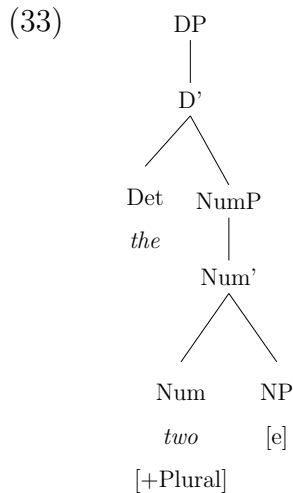 (33) DP
D'
Det NumP
the
Num'
Num NP
two [e]
[+Plural]